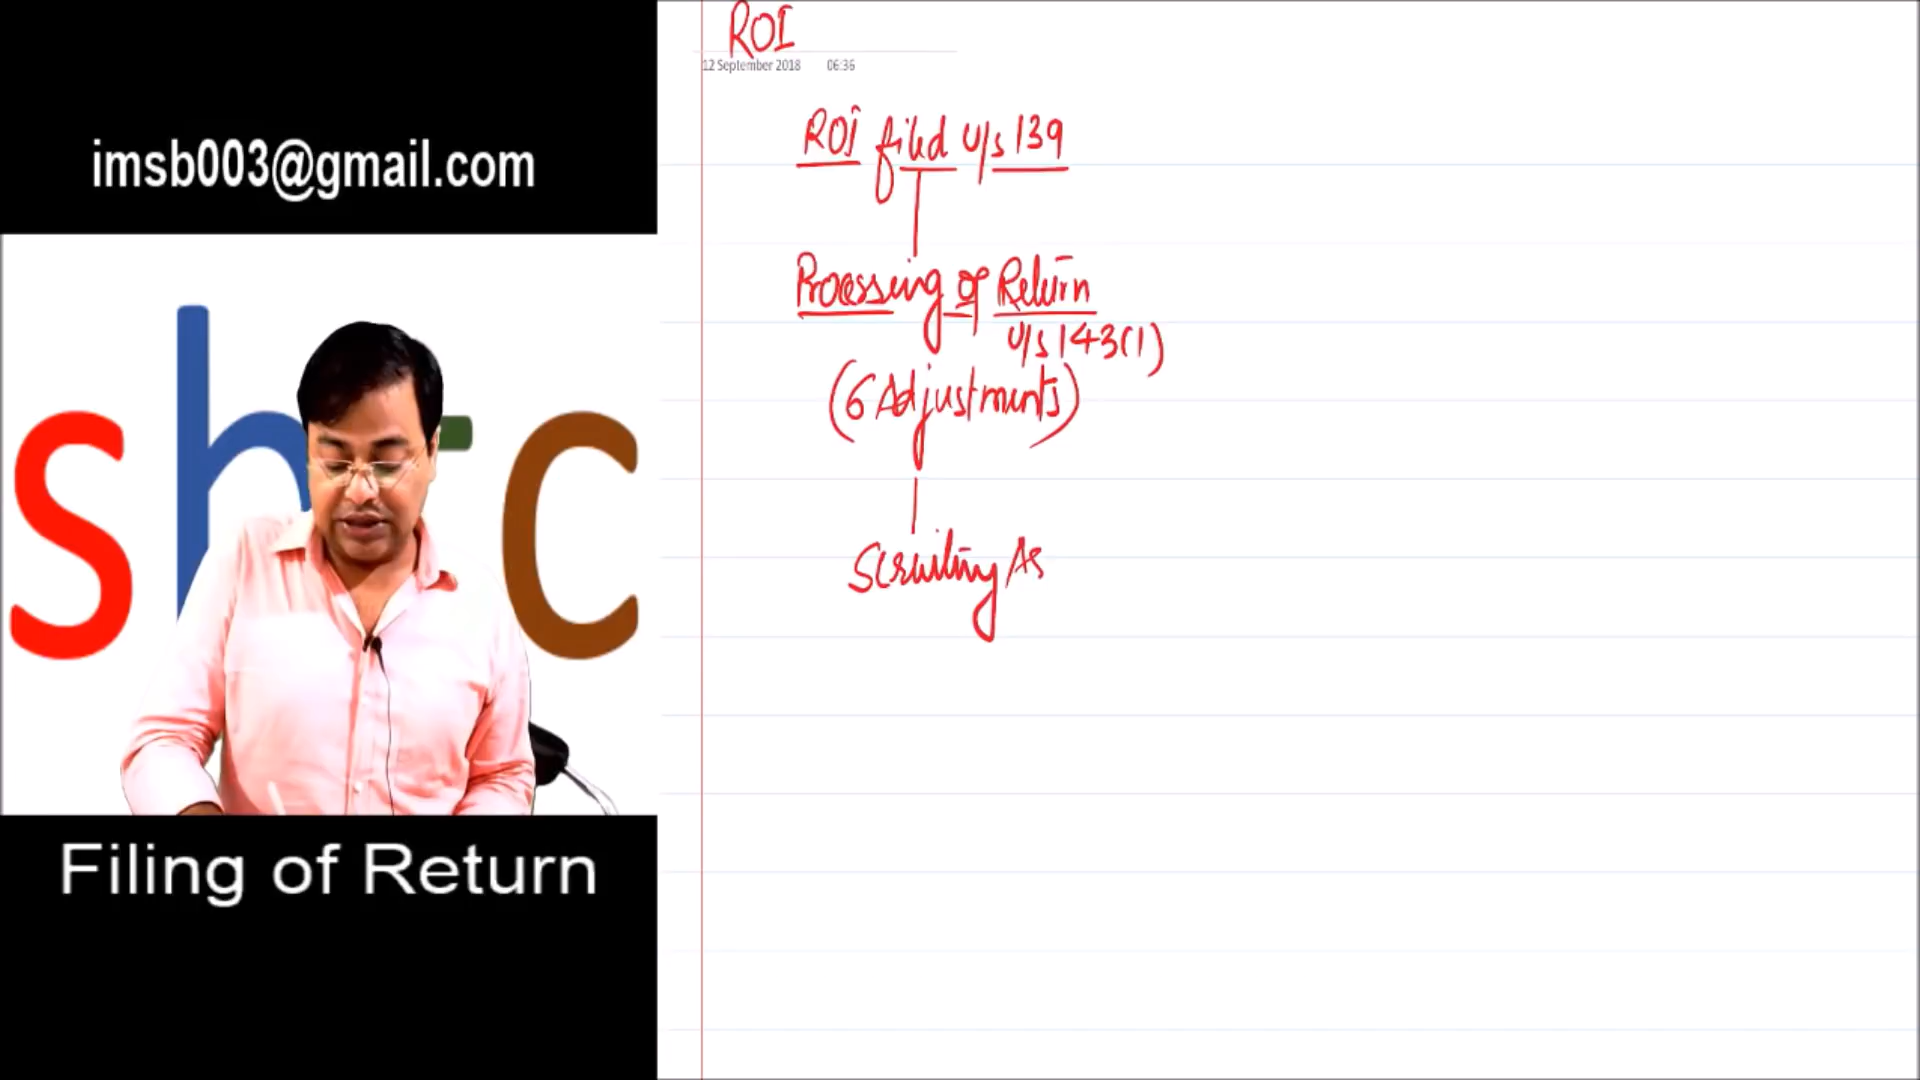 imsb003@gmail.com
Filing of Return
ROI
12 September 2018 06:36
ROI filed u/s 139
Processing of Return
u/s 143(1)
(6 Adjustments)
Scrutiny As